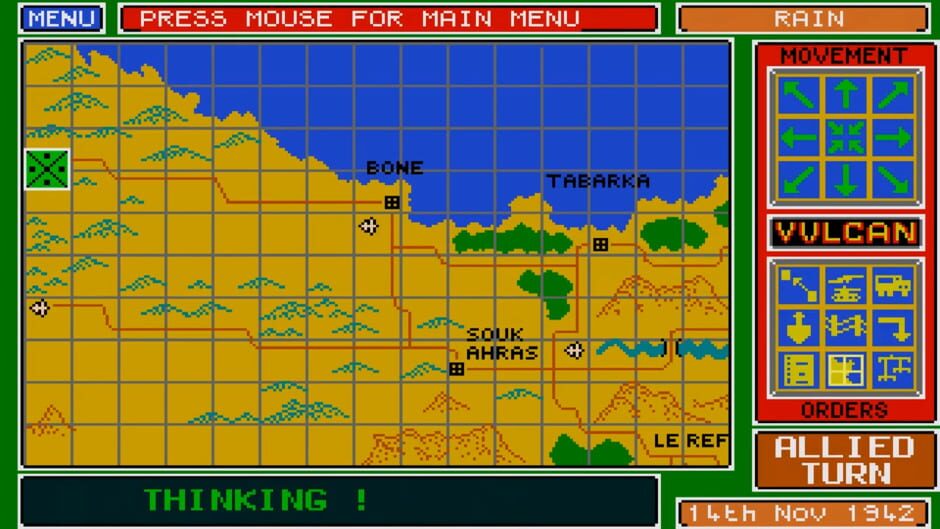 MENU
PRESS MOUSE FOR MAIN MENU
RAIN
MOVEMENT
BONE
TABARKA
VULCAN
SOUK
AHRAS
ORDERS
LE REF
ALLIED
TURN
THINKING !
14th Nov 1942